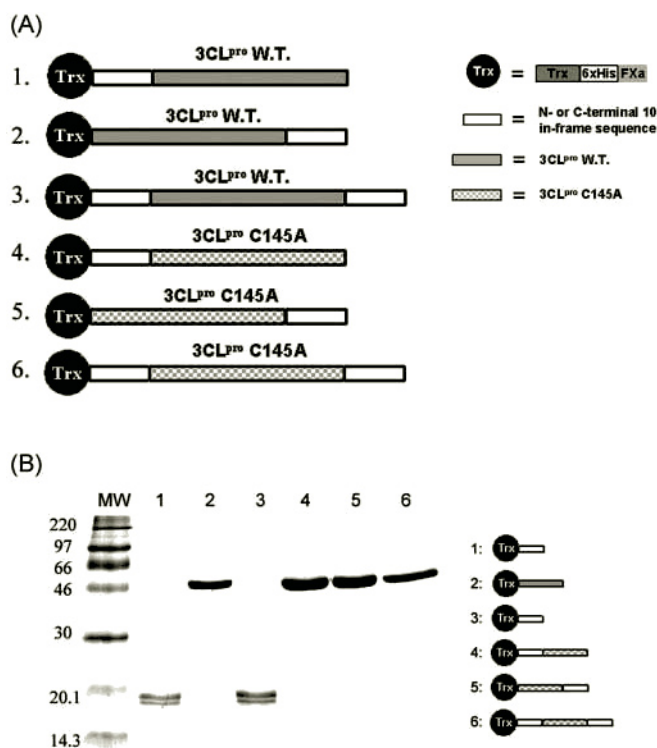 (A)
3CLpro W.T.
1. Trx
3CLpro W.T.
2. Trx
3CLpro W.T.
3. Trx
3CLpro C145A
4. Trx
3CLpro C145A
5. Trx
3CLpro C145A
6. Trx
Trx = Trx 6xHis FXa
= N- or C-terminal 10
in-frame sequence
= 3CLpro W.T.
= 3CLpro C145A
(B)
MW 1 2 3 4 5 6
220
97
66
46
30
20.1
14.3
1: Trx
2: Trx
3: Trx
4: Trx
5: Trx
6: Trx